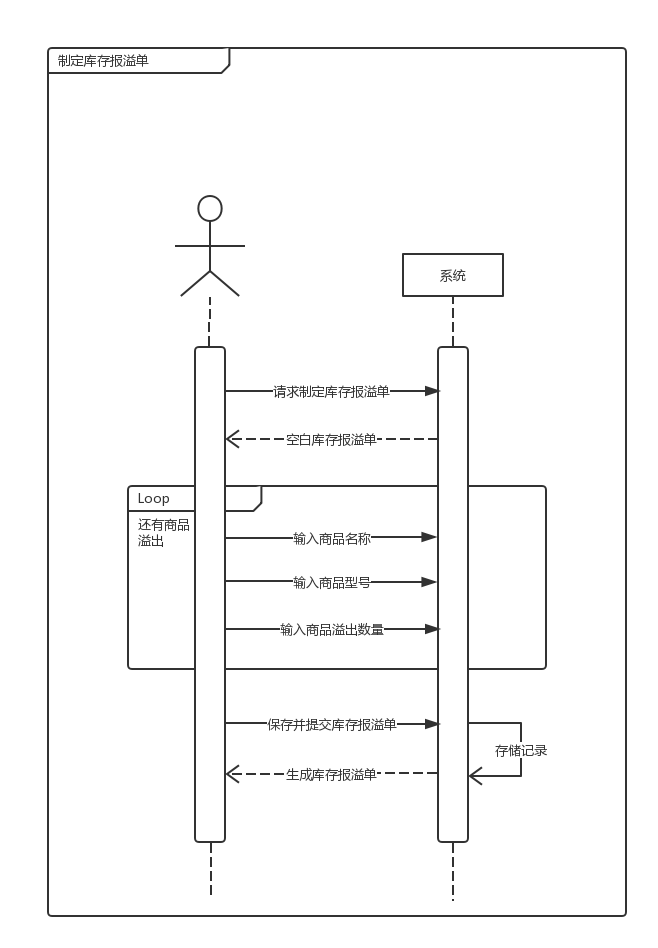 制定库存报溢单
系统
请求制定库存报溢单
空白库存报溢单
Loop
还有商品
溢出
输入商品名称
输入商品型号
输入商品溢出数量
保存并提交库存报溢单
存储记录
生成库存报溢单